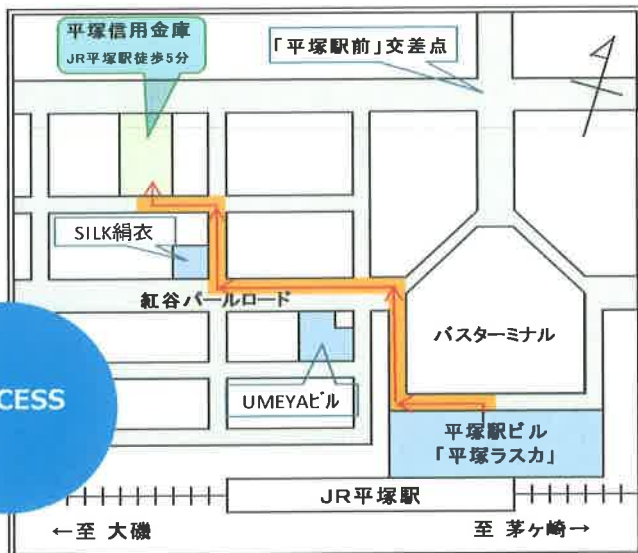 平塚信用金庫
JR平塚駅徒歩5分
「平塚駅前」交差点
SILK絹衣
紅谷パールロード
バスターミナル
CESS
UMEYAビル
平塚駅ビル
「平塚ラスカ」
JR平塚駅
←至 大磯
至 茅ヶ崎→